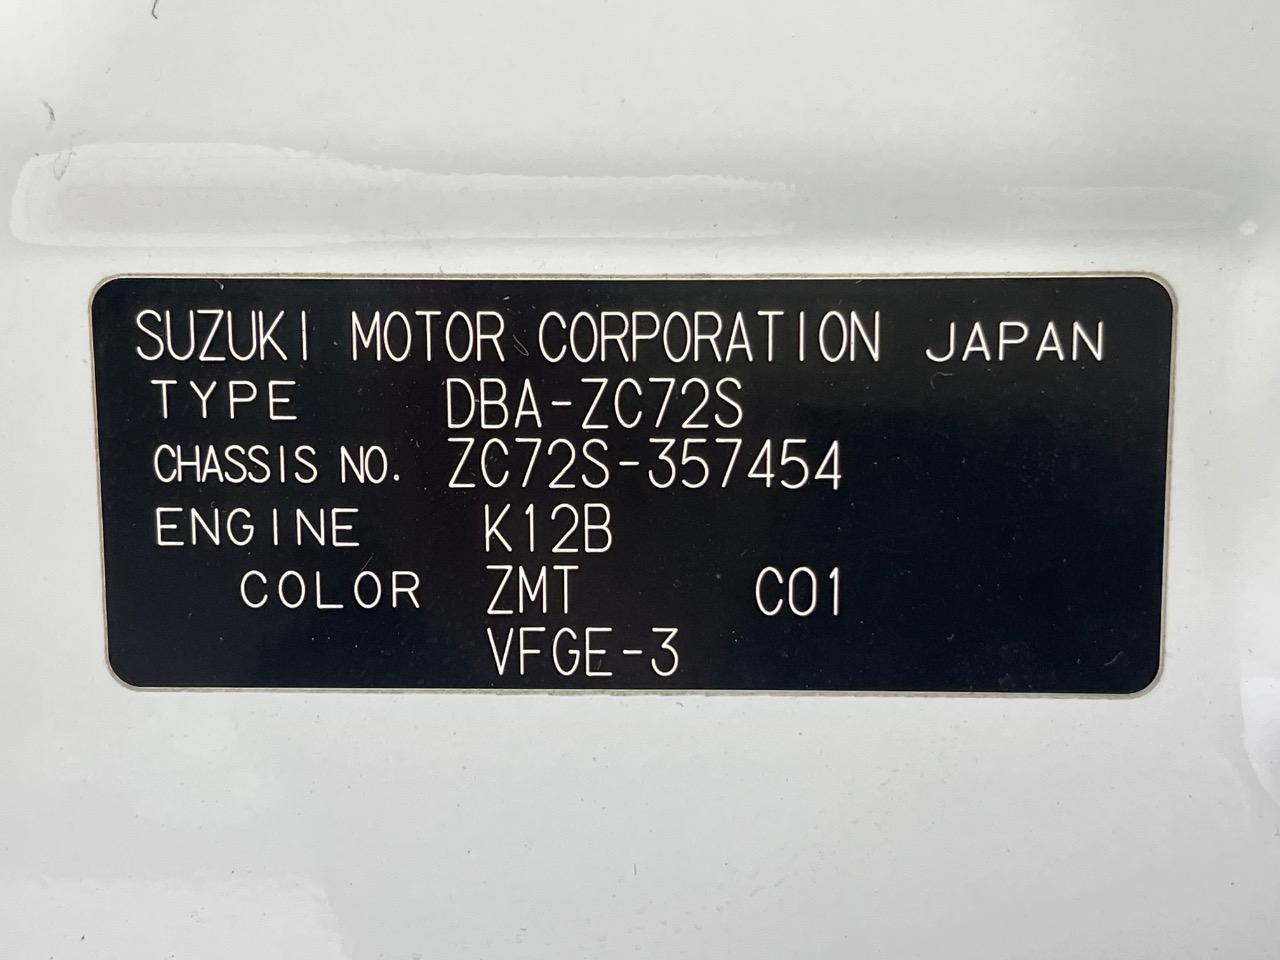 SUZUKI MOTOR CORPORATION JAPAN
TYPE DBA-ZC72S
CHASSIS NO. ZC72S-357454
ENGINE K12B
COLOR ZMT C01
VFGE-3